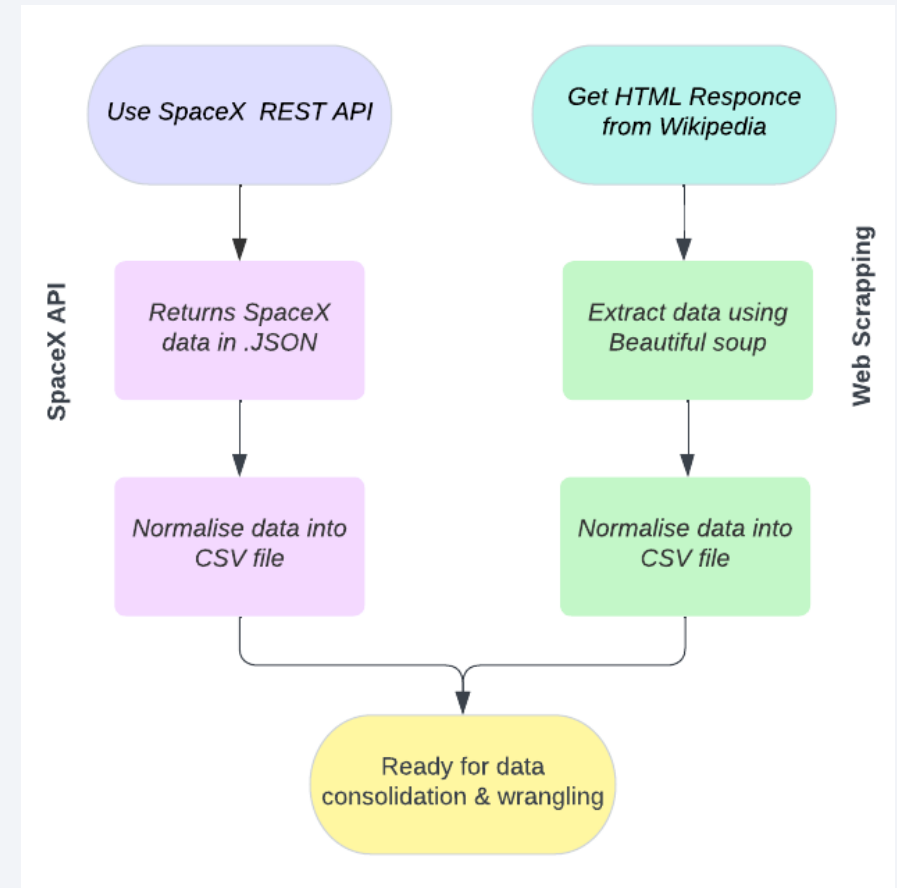 Use SpaceX  REST API
Get HTML Responce
from Wikipedia
SpaceX API
Returns SpaceX
data in .JSON
Extract data using
Beautiful soup
Web Scrapping
Normalise data into
CSV file
Normalise data into
CSV file
Ready for data
consolidation & wrangling